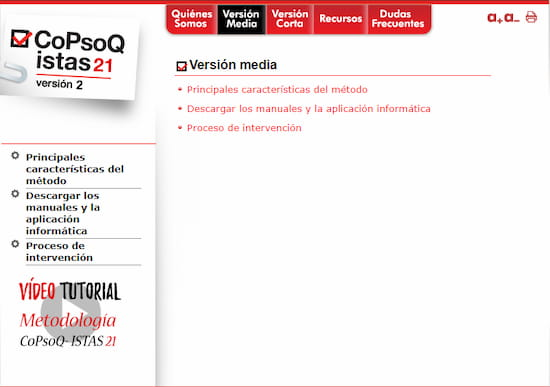 CoPsoQ
istas 21
versión 2
Quiénes
Somos
Versión
Media
Versión
Corta
Recursos
Dudas
Frecuentes
a+a-
Versión media
Principales características del método
Descargar los manuales y la aplicación informática
Proceso de intervención
Principales
características del
método
Descargar los
manuales y la
aplicación
informática
Proceso de
intervención
VÍDEO TUTORIAL
Metodología
CoPsoQ- ISTAS 21